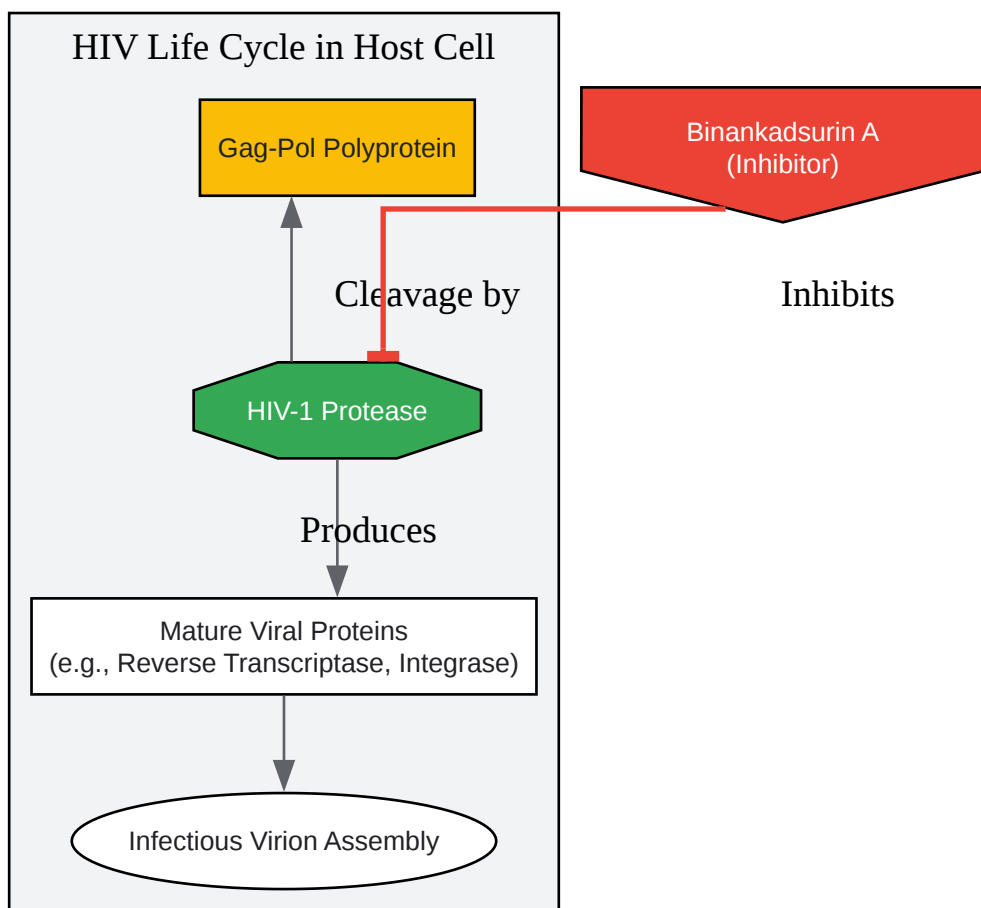 HIV Life Cycle in Host Cell
Gag-Pol Polyprotein
Binankadsurin A
(Inhibitor)
Cleavage by
Inhibits
HIV-1 Protease
Produces
Mature Viral Proteins
(e.g., Reverse Transcriptase, Integrase)
Infectious Virion Assembly